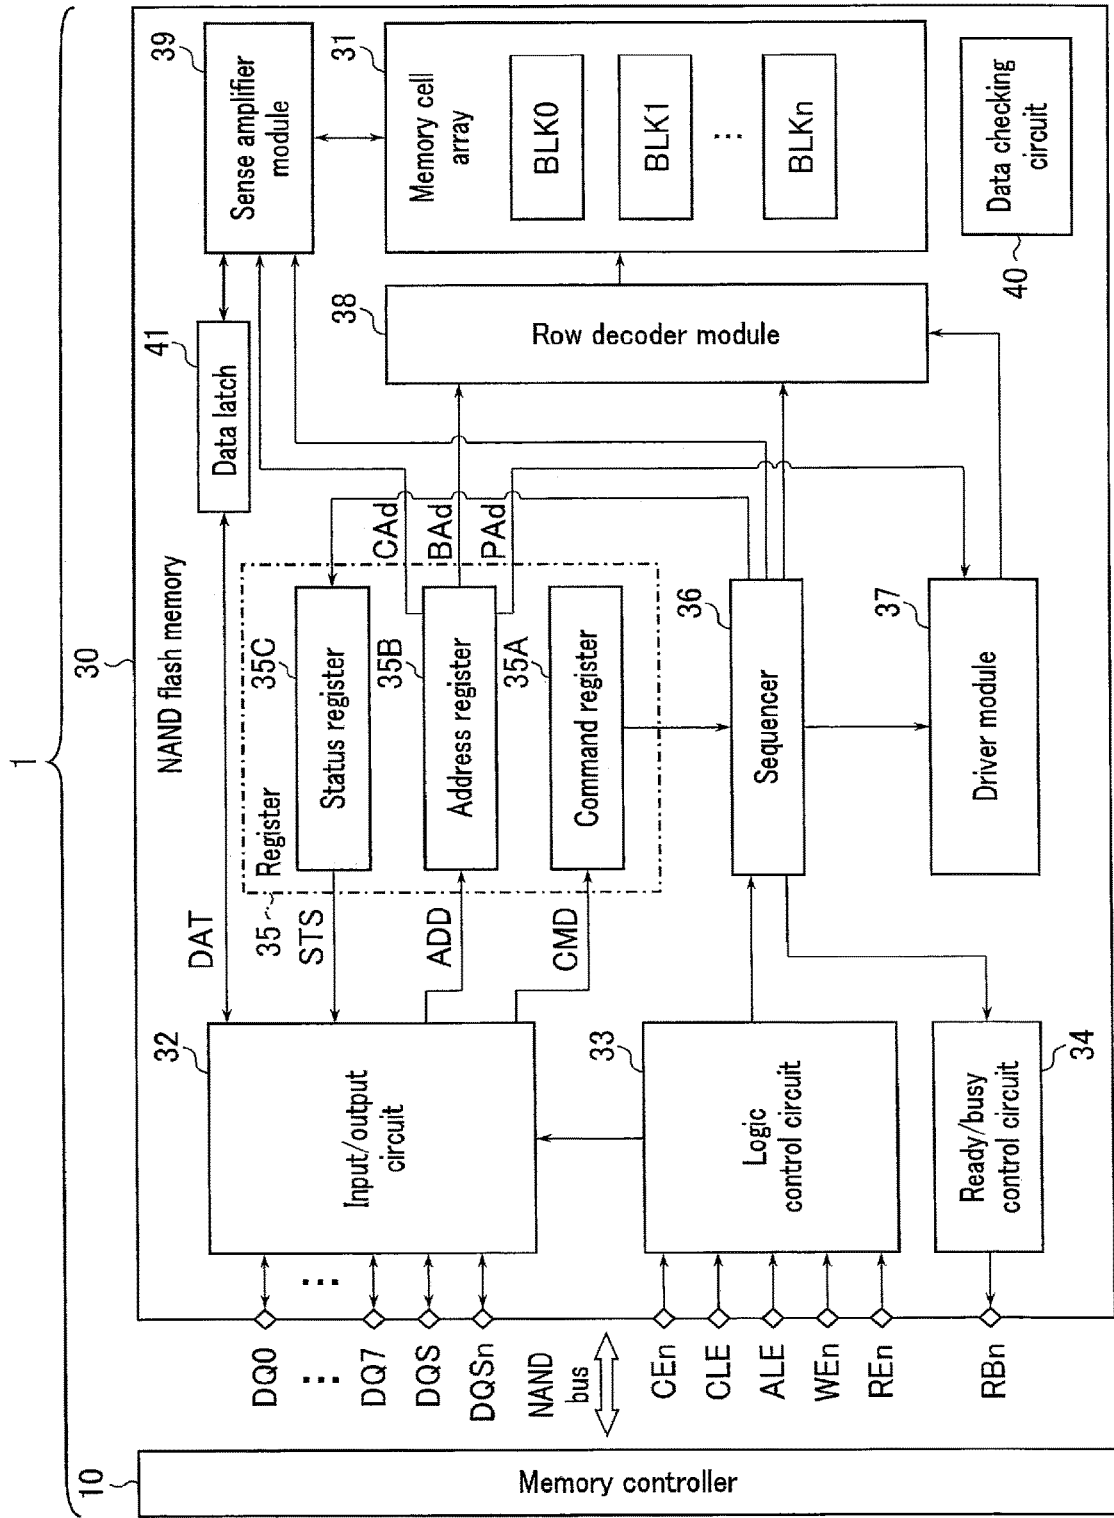 1
10
Memory controller
30
NAND flash memory
DQ0
...
DQ7
DQS
DQSn
NAND
bus
CEn
CLE
ALE
WEn
REn
RBn
...
32
Input/output
circuit
33
Logic
control circuit
34
Ready/busy
control circuit
DAT
STS
ADD
CMD
35
Register
35C
Status register
35B
Address register
35A
Command register
CAd
BAd
PAd
36
Sequencer
37
Driver module
41
Data latch
38
Row decoder module
39
Sense amplifier
module
31
Memory cell
array
BLK0
BLK1
...
BLKn
40
Data checking
circuit